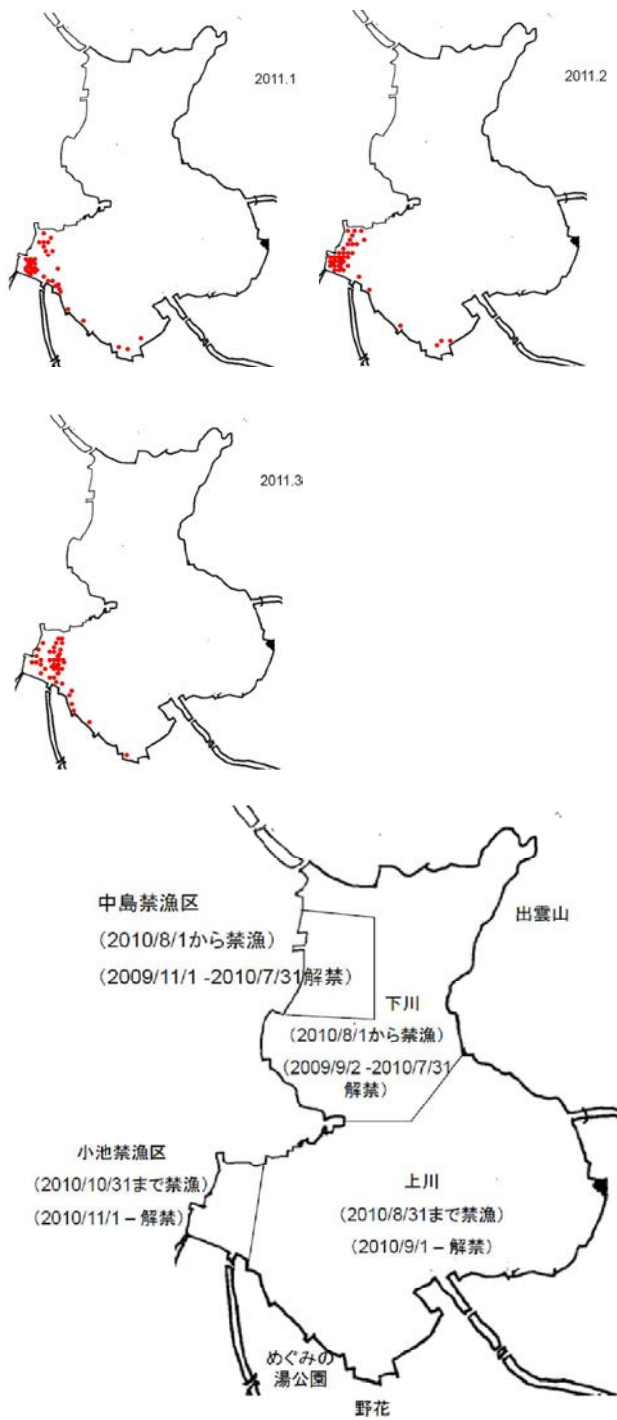 2011.1
2011.2
2011.3
中島禁漁区
(2010/8/1から禁漁)
(2009/11/1 -2010/7/31解禁)
出雲山
下川
(2010/8/1から禁漁)
(2009/9/2 -2010/7/31
解禁)
小池禁漁区
(2010/10/31まで禁漁)
(2010/11/1 – 解禁)
上川
(2010/8/31まで禁漁)
(2010/9/1 – 解禁)
めぐみの
湯公園
野花